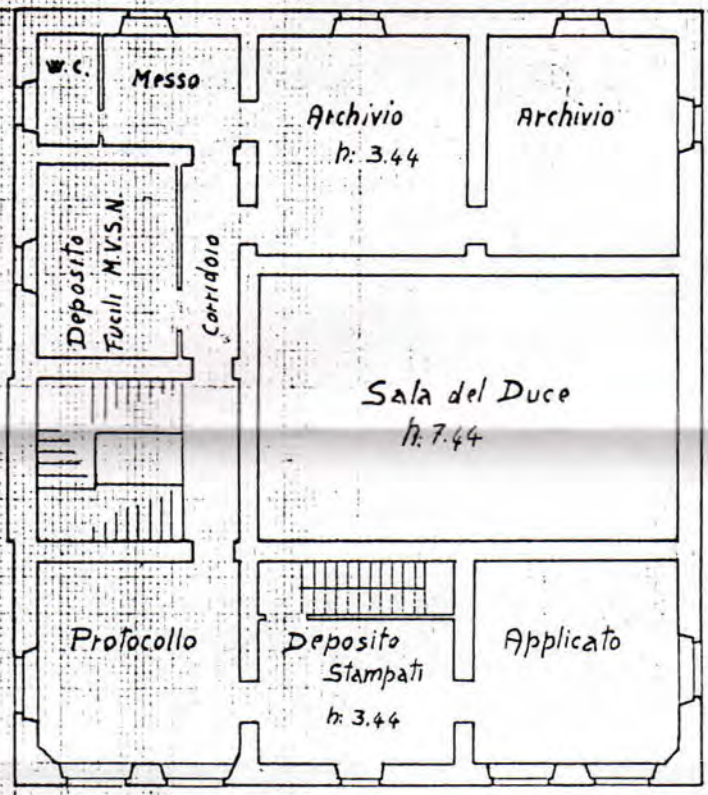 W.C.
Messo
Archivio
h: 3.44
Archivio
Deposito
Fucili M.V.S.N.
Corridoio
Sala del Duce
h: 7.44
Protocollo
Deposito
Stampati
h: 3.44
Applicato